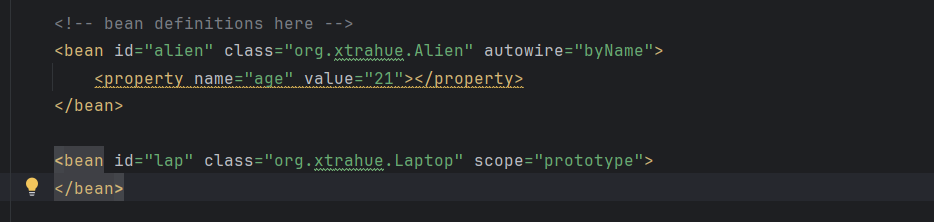 <!-- bean definitions here -->
<bean id="alien" class="org.xtrahue.Alien" autowire="byName">
    <property name="age" value="21"></property>
</bean>
<bean id="lap" class="org.xtrahue.Laptop" scope="prototype">
</bean>